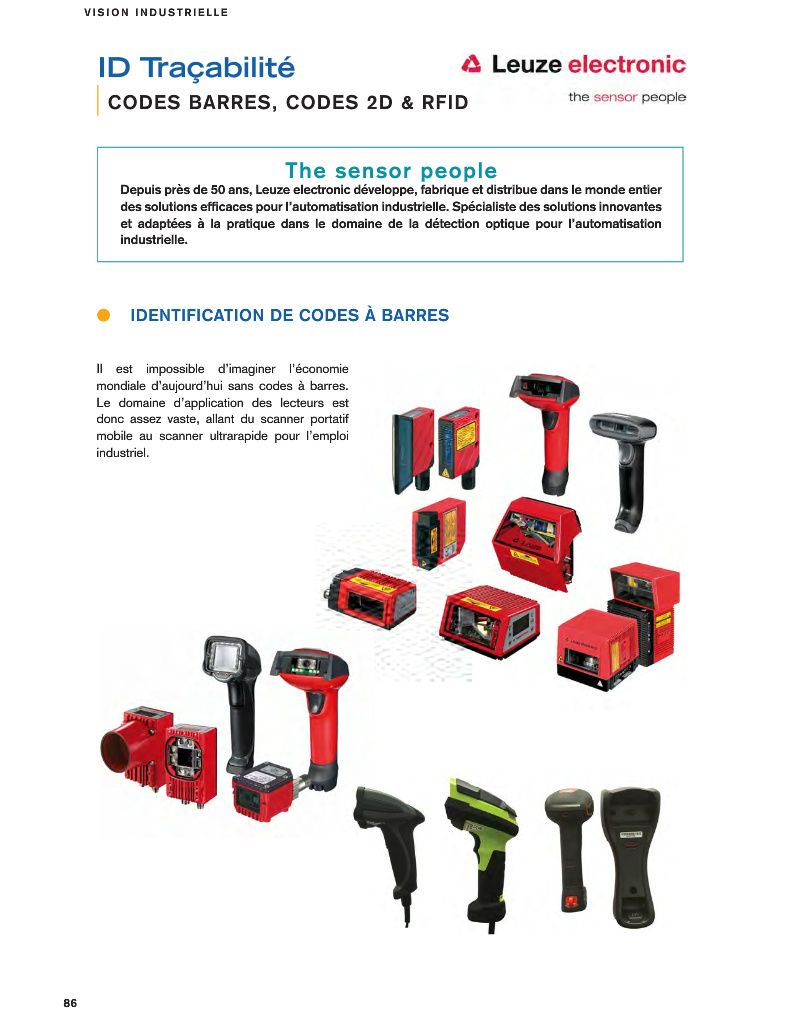 VISION INDUSTRIELLE
ID Traçabilité
Leuze electronic
CODES BARRES, CODES 2D & RFID
the sensor people
The sensor people
Depuis près de 50 ans, Leuze electronic développe, fabrique et distribue dans le monde entier
des solutions efficaces pour l'automatisation industrielle. Spécialiste des solutions innovantes
et adaptées à la pratique dans le domaine de la détection optique pour l'automatisation
industrielle.
IDENTIFICATION DE CODES À BARRES
Il est impossible d'imaginer l'économie
mondiale d'aujourd'hui sans codes à barres.
Le domaine d'application des lecteurs est
donc assez vaste, allant du scanner portatif
mobile au scanner ultrarapide pour l'emploi
industriel.
Leuze
86